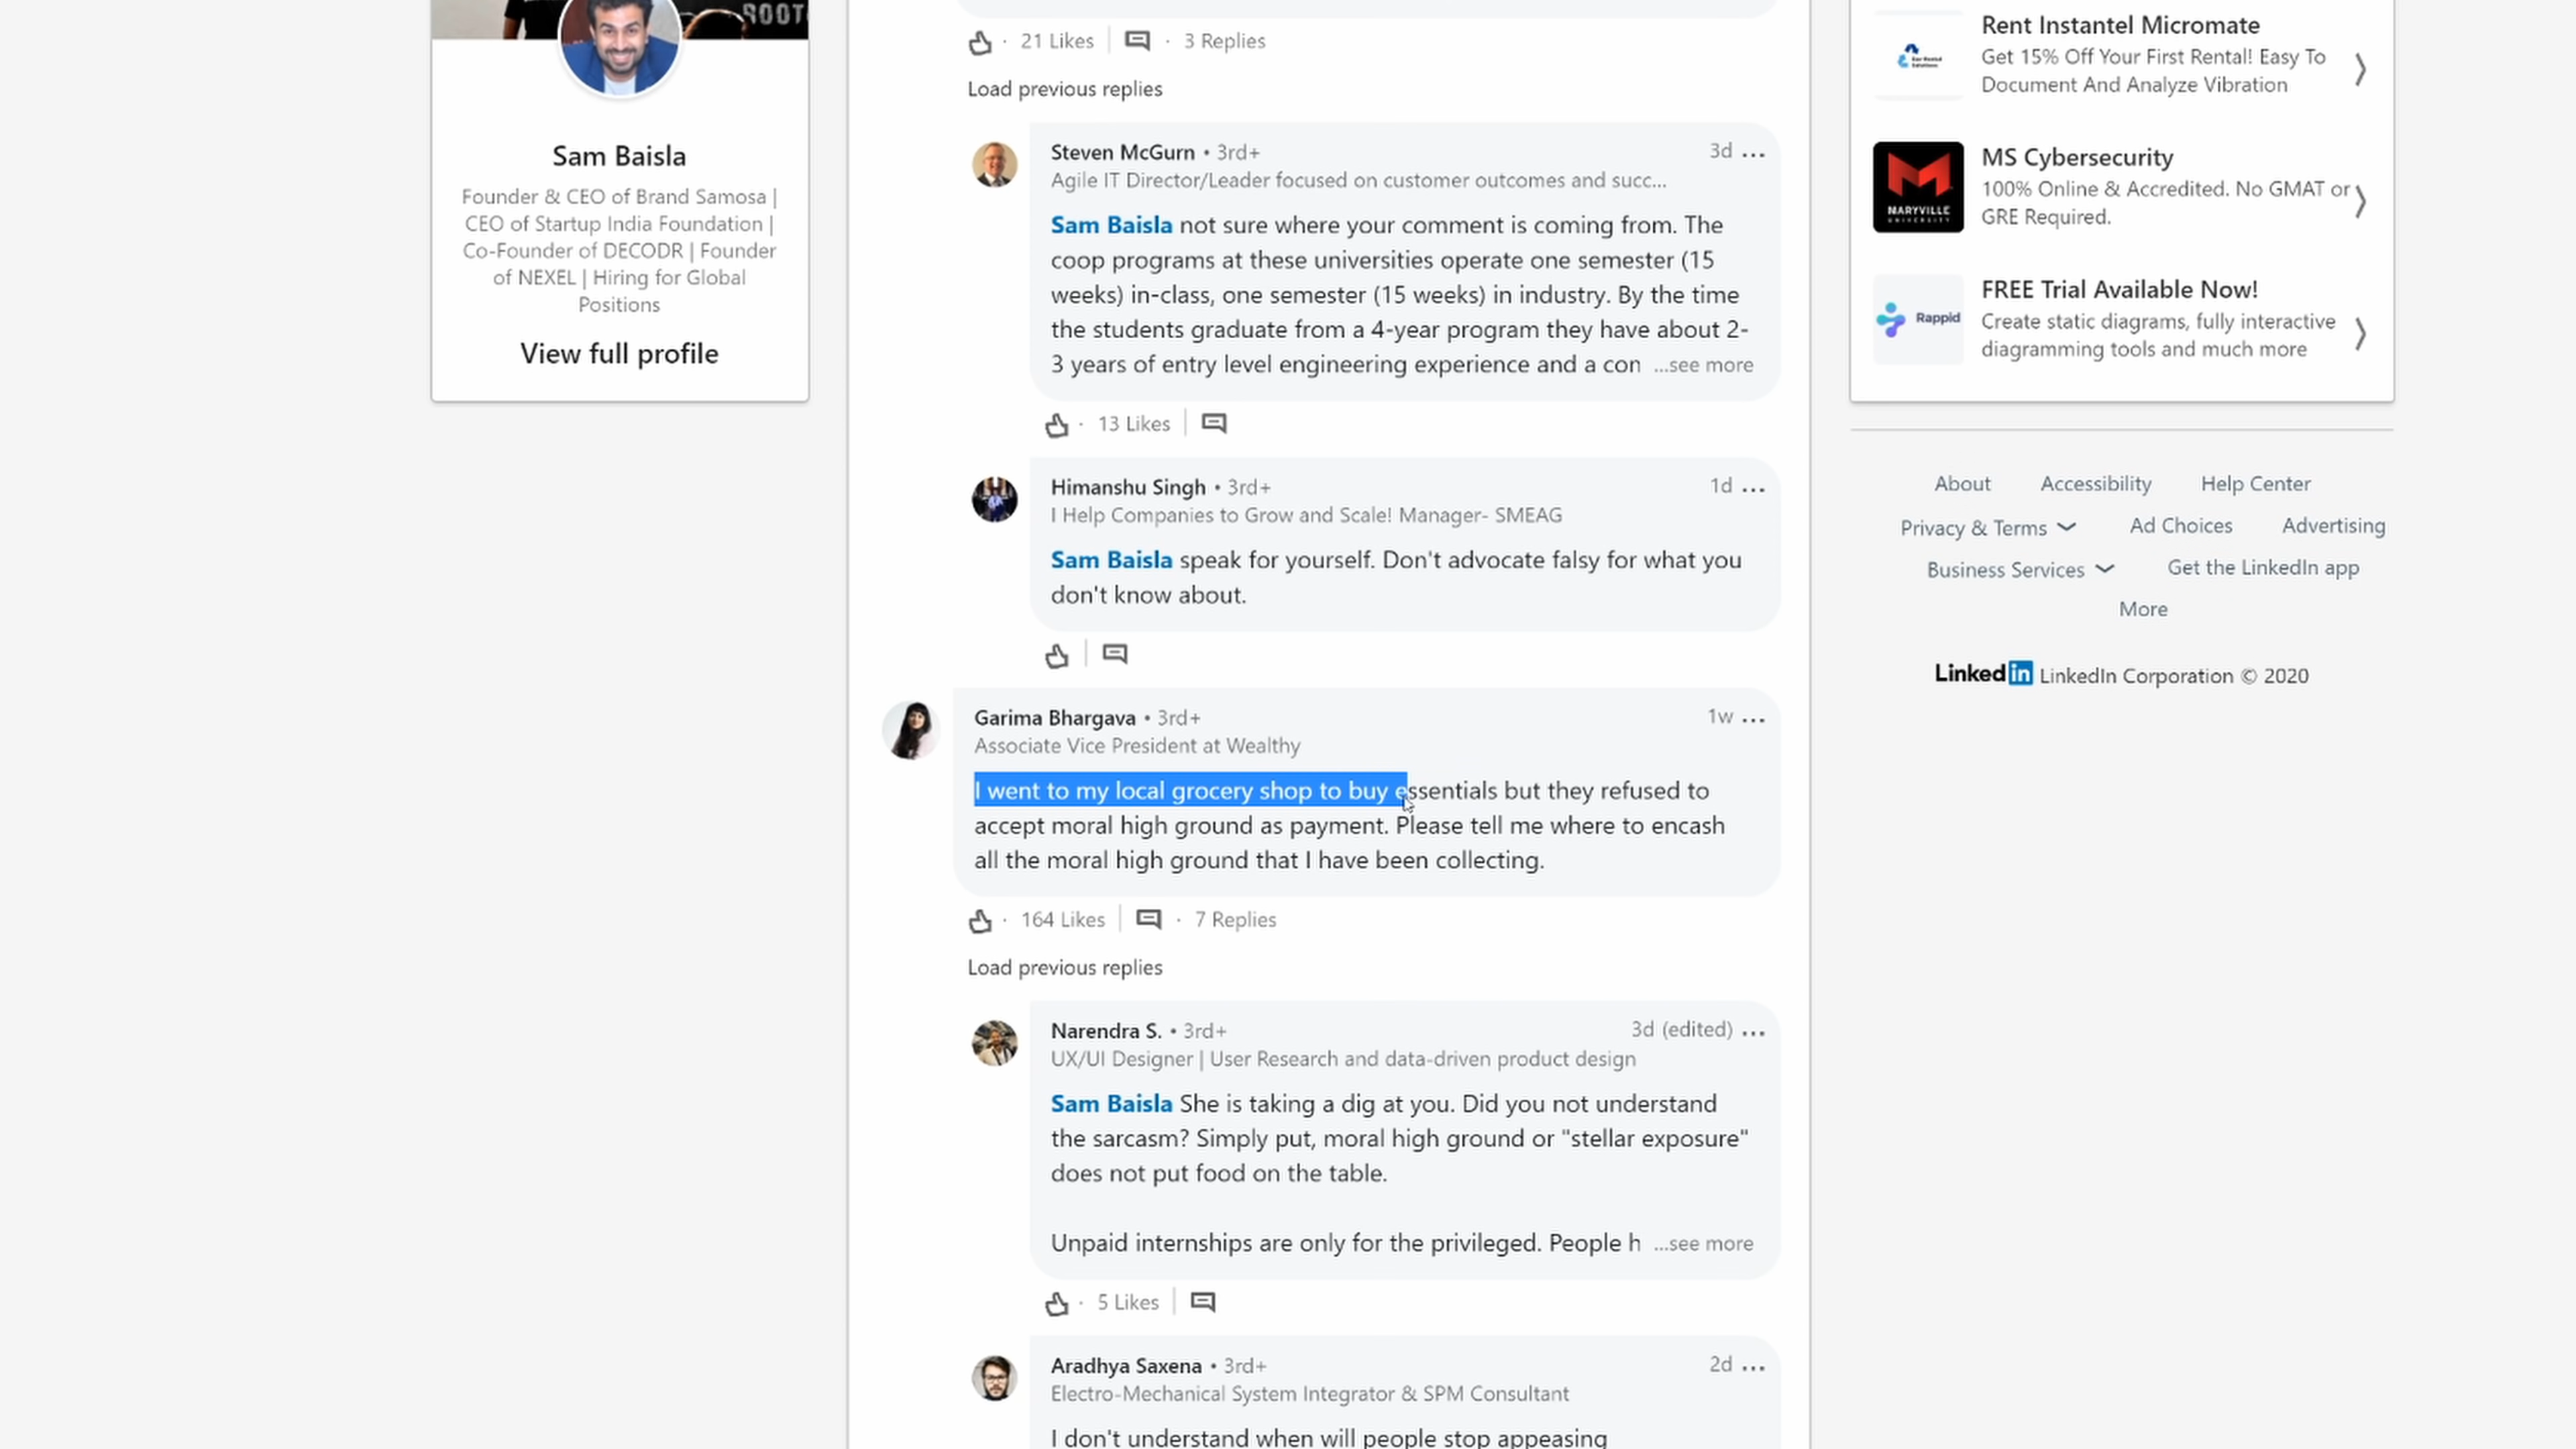 ROOT
Sam Baisla
Founder & CEO of Brand Samosa |
CEO of Startup India Foundation |
Co-Founder of DECODR | Founder
of NEXEL | Hiring for Global
Positions
View full profile
· 21 Likes · 3 Replies
Load previous replies
Steven McGurn • 3rd+ 3d ...
Agile IT Director/Leader focused on customer outcomes and succ...
Sam Baisla not sure where your comment is coming from. The
coop programs at these universities operate one semester (15
weeks) in-class, one semester (15 weeks) in industry. By the time
the students graduate from a 4-year program they have about 2-
3 years of entry level engineering experience and a con ...see more
· 13 Likes
Himanshu Singh • 3rd+ 1d ...
I Help Companies to Grow and Scale! Manager- SMEAG
Sam Baisla speak for yourself. Don't advocate falsy for what you
don't know about.
Garima Bhargava • 3rd+ 1w ...
Associate Vice President at Wealthy
I went to my local grocery shop to buy essentials but they refused to
accept moral high ground as payment. Please tell me where to encash
all the moral high ground that I have been collecting.
· 164 Likes · 7 Replies
Load previous replies
Narendra S. • 3rd+ 3d (edited) ...
UX/UI Designer | User Research and data-driven product design
Sam Baisla She is taking a dig at you. Did you not understand
the sarcasm? Simply put, moral high ground or "stellar exposure"
does not put food on the table.
Unpaid internships are only for the privileged. People h ...see more
· 5 Likes
Aradhya Saxena • 3rd+ 2d ...
Electro-Mechanical System Integrator & SPM Consultant
I don't understand when will people stop appeasing
Rent Instantel Micromate
Get 15% Off Your First Rental! Easy To
Document And Analyze Vibration
MARYVILLE
UNIVERSITY
MS Cybersecurity
100% Online & Accredited. No GMAT or
GRE Required.
Rappid
FREE Trial Available Now!
Create static diagrams, fully interactive
diagramming tools and much more
About Accessibility Help Center
Privacy & Terms Ad Choices Advertising
Business Services Get the LinkedIn app
More
Linked in LinkedIn Corporation © 2020